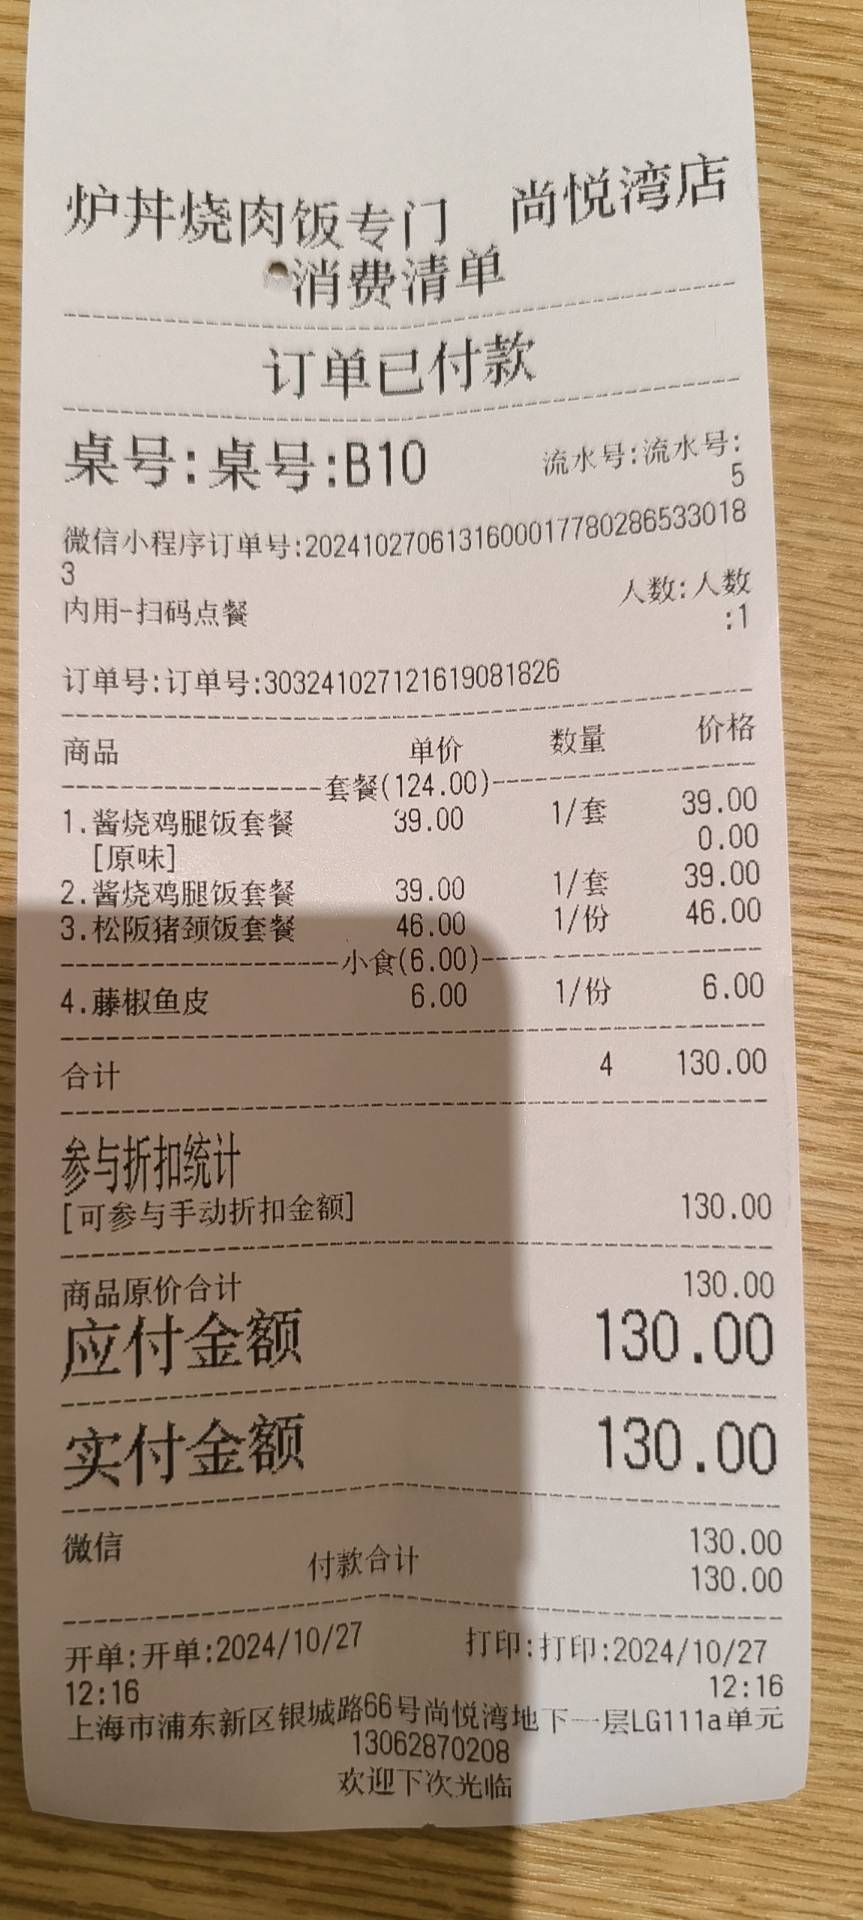 炉丼烧肉饭专门 尚悦湾店
消费清单
订单已付款
桌号:桌号:B10 流水号:流水号:
5
微信小程序订单号:2024102706131600017780286533018
3
内用-扫码点餐 人数:人数
:1
订单号:订单号:303241027121619081826
商品 单价 数量 价格
套餐(124.00)
1.酱烧鸡腿饭套餐 39.00 1/套 39.00
[原味] 0.00
2.酱烧鸡腿饭套餐 39.00 1/套 39.00
3.松阪猪颈饭套餐 46.00 1/份 46.00
小食(6.00)
4.藤椒鱼皮 6.00 1/份 6.00
合计 4 130.00
参与折扣统计
[可参与手动折扣金额] 130.00
商品原价合计 130.00
应付金额 130.00
实付金额 130.00
微信 130.00
付款合计 130.00
开单:开单:2024/10/27 打印:打印:2024/10/27
12:16 12:16
上海市浦东新区银城路66号尚悦湾地下一层LG111a单元
13062870208
欢迎下次光临